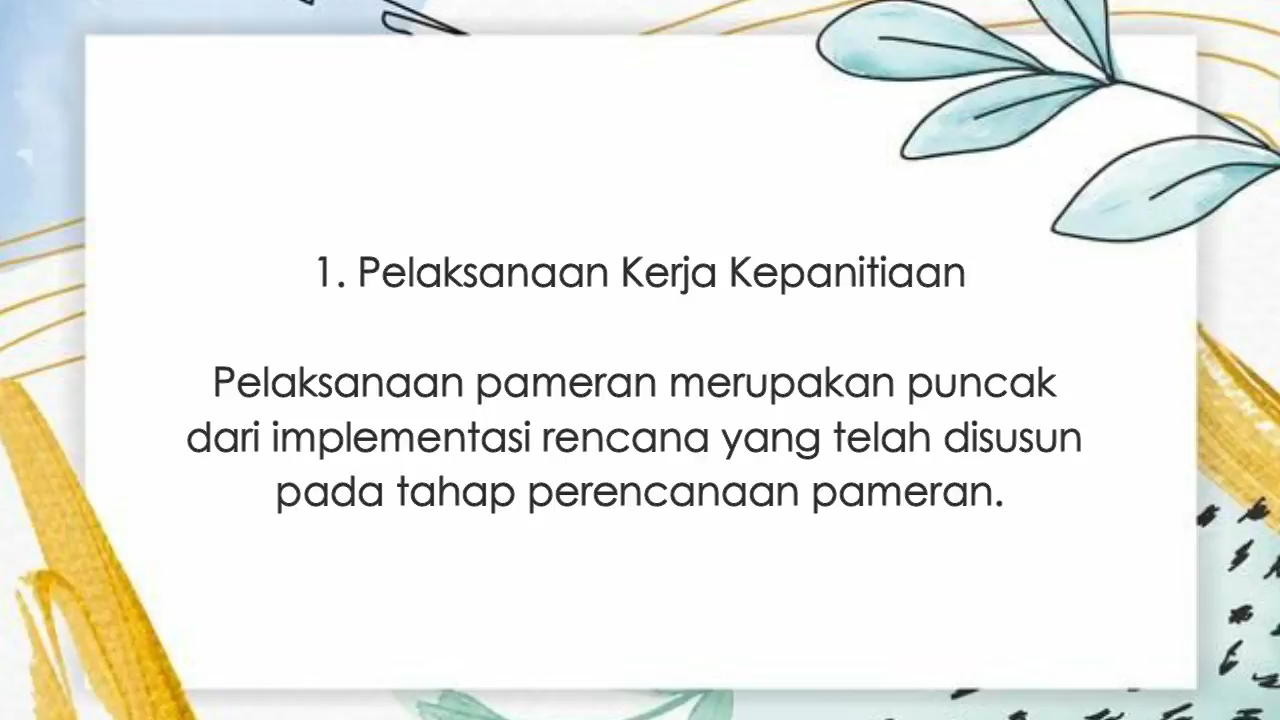 1. Pelaksanaan Kerja Kepanitiaan
Pelaksanaan pameran merupakan puncak
dari implementasi rencana yang telah disusun
pada tahap perencanaan pameran.